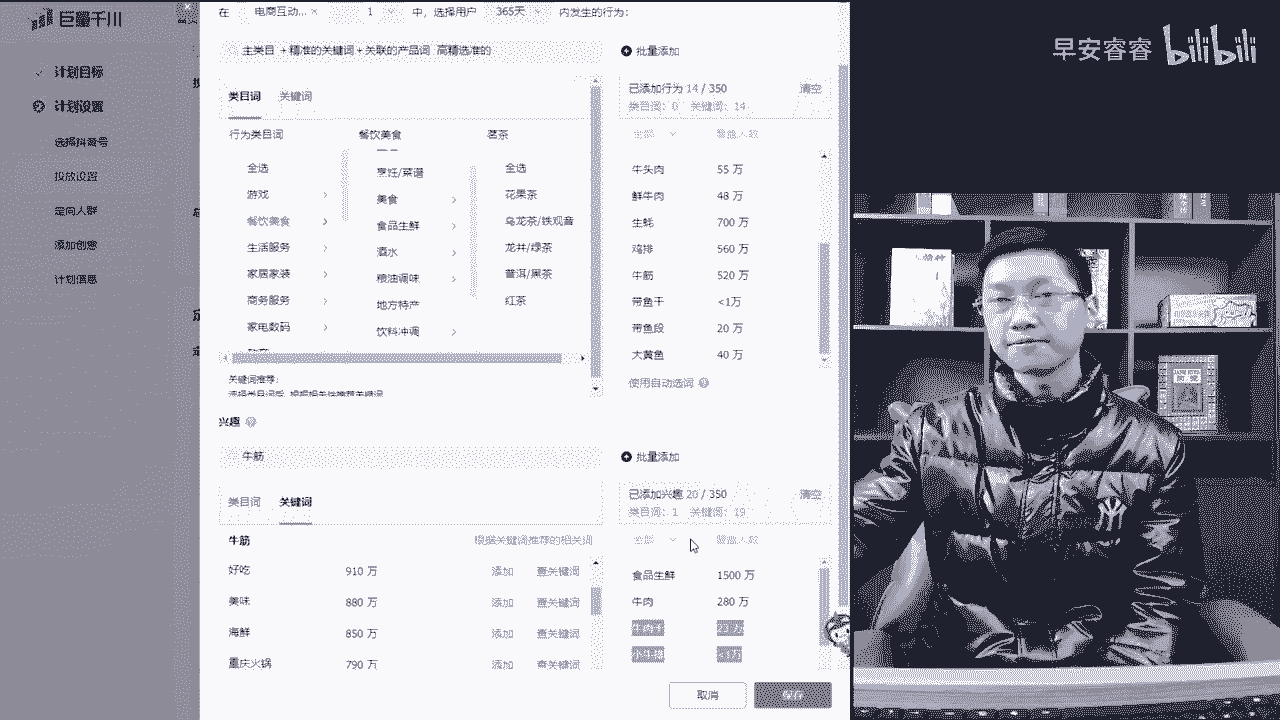 巨量千川
在 电商互动... × 1 中，选择用户 365天 内发生的行为：
早安睿睿 bilibili
主类目 +精准的关键词+关联的产品词 高精选准的
批量添加
计划目标
计划设置
选择抖音号
投放设置
定向人群
添加创意
计划信息
类目词 关键词
已添加行为 14 / 350 清空
类目词：0 关键词：14
行为类目词 餐饮美食 茗茶
全部 覆盖人数
全选 烹饪/菜谱 全选
游戏 美食 花果茶
餐饮美食 食品生鲜 乌龙茶/铁观音
生活服务 酒水 龙井/绿茶
家居家装 粮油调味 普洱/黑茶
商务服务 地方特产 红茶
家电数码 饮料冲调
牛头肉 55 万
鲜牛肉 48 万
生蚝 700 万
鸡排 560 万
牛筋 520 万
带鱼干 <1万
带鱼段 20 万
大黄鱼 40 万
关键词推荐：
使用自动选词
兴趣
牛筋
批量添加
类目词 关键词
已添加兴趣 20 / 350 清空
类目词：1 关键词：19
牛筋 根据关键词推荐的相关词
全部 覆盖人数
好吃 910 万 添加 查关键词
美味 880 万 添加 查关键词
海鲜 850 万 添加 查关键词
重庆火锅 790 万 添加 查关键词
食品生鲜 1500 万
牛肉 280 万
取消